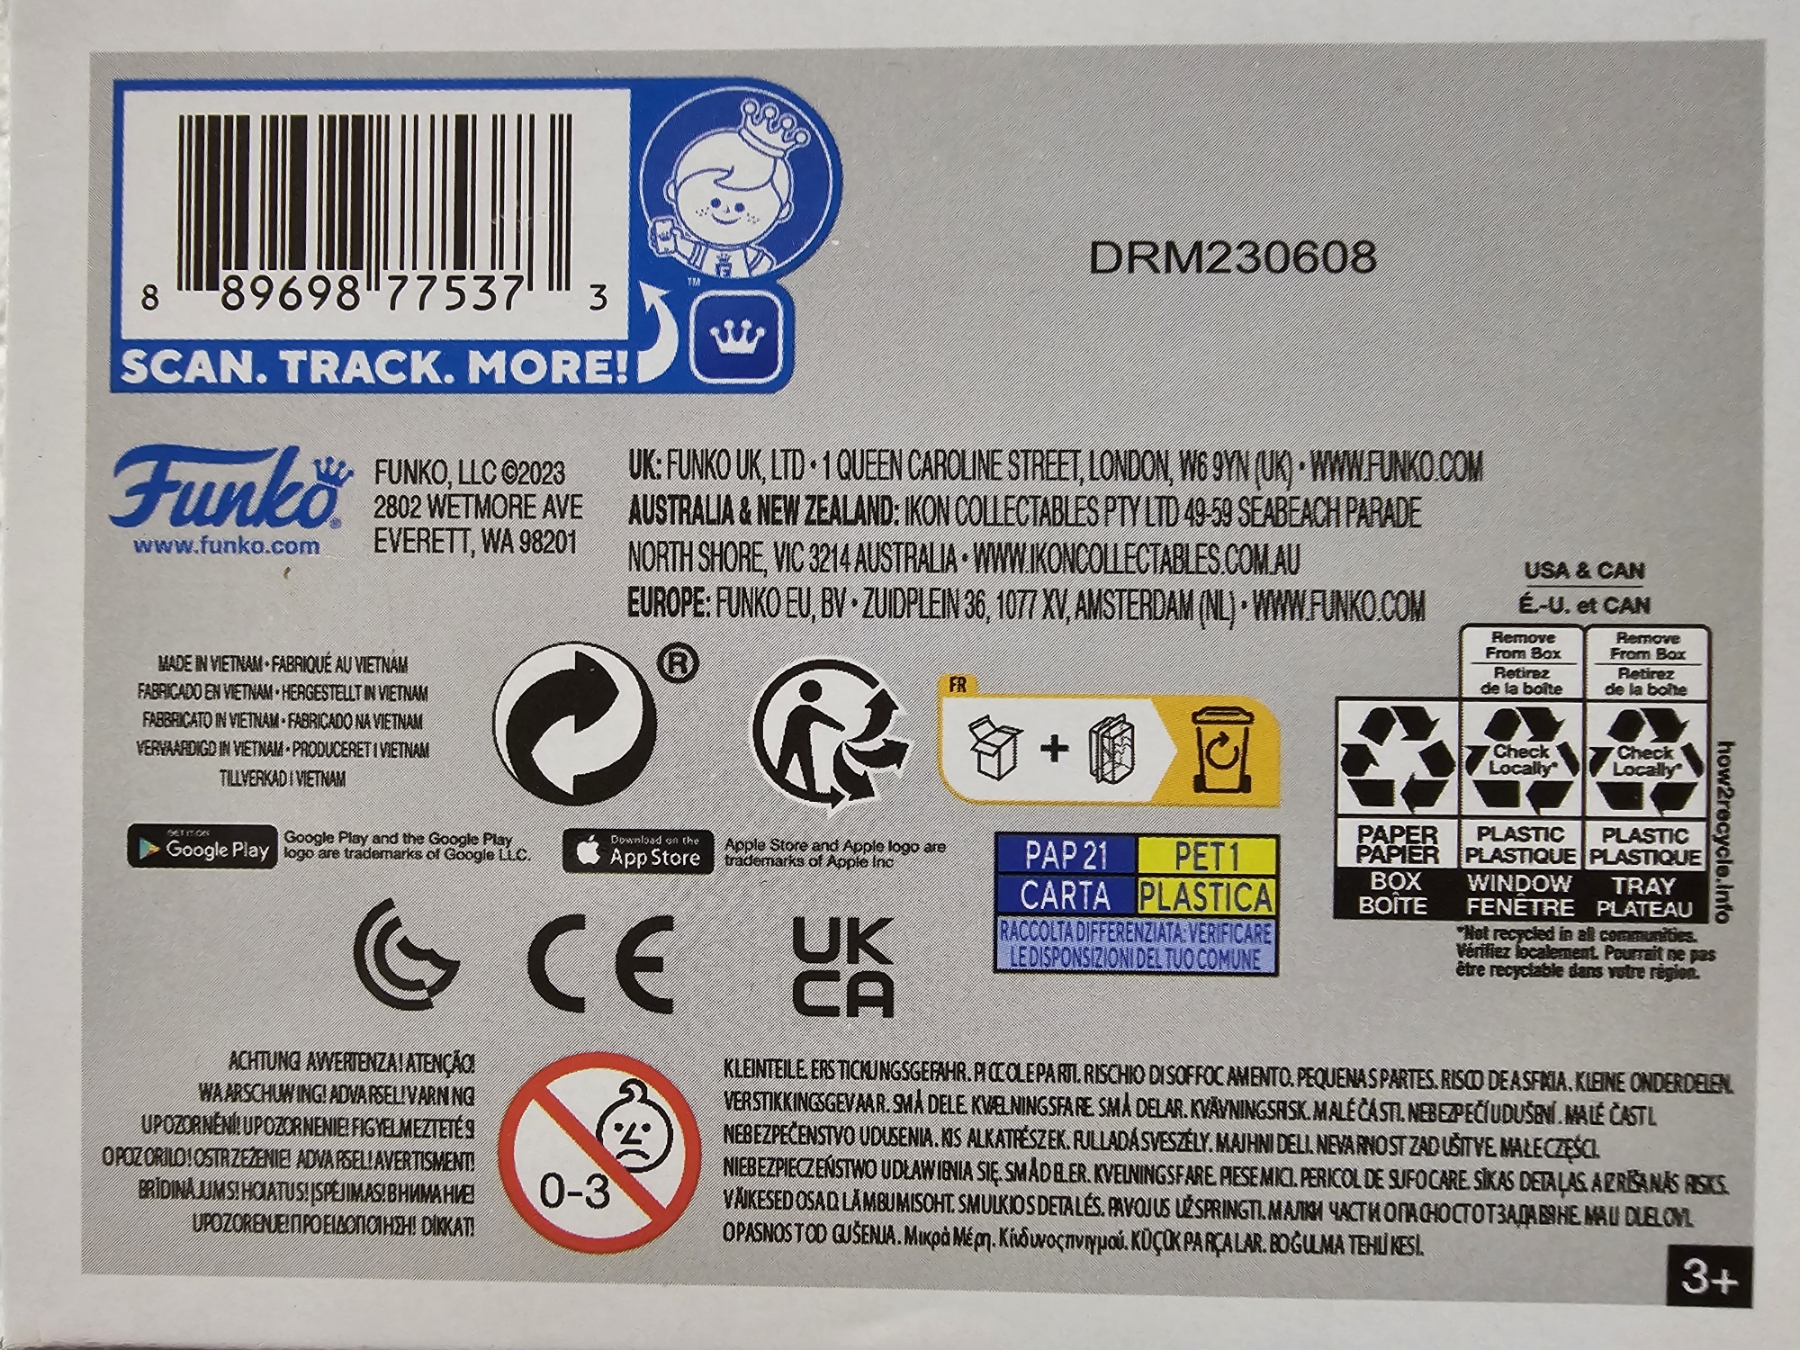 8 89698 77537 3
SCAN. TRACK. MORE!
TM
DRM230608
Funko®
www.funko.com
FUNKO, LLC ©2023
2802 WETMORE AVE
EVERETT, WA 98201
UK: FUNKO UK, LTD • 1 QUEEN CAROLINE STREET, LONDON, W6 9YN (UK) • WWW.FUNKO.COM
AUSTRALIA & NEW ZEALAND: IKON COLLECTABLES PTY LTD 49-59 SEABEACH PARADE
NORTH SHORE, VIC 3214 AUSTRALIA • WWW.IKONCOLLECTABLES.COM.AU
EUROPE: FUNKO EU, BV • ZUIDPLEIN 36, 1077 XV, AMSTERDAM (NL) • WWW.FUNKO.COM
MADE IN VIETNAM • FABRIQUÉ AU VIETNAM
FABRICADO EN VIETNAM • HERGESTELLT IN VIETNAM
FABBRICATO IN VIETNAM • FABRICADO NA VIETNAM
VERVAARDIGD IN VIETNAM • PRODUCERET I VIETNAM
TILLVERKAD I VIETNAM
®
FR
+
USA & CAN
É.-U. et CAN
Remove
From Box
Retirez
de la boîte
Remove
From Box
Retirez
de la boîte
Check
Locally*
Check
Locally*
PAPER
PAPIER
PLASTIC
PLASTIQUE
PLASTIC
PLASTIQUE
BOX
BOÎTE
WINDOW
FENÊTRE
TRAY
PLATEAU
how2recycle.info
*Not recycled in all communities.
Vérifiez localement. Pourrait ne pas
être recyclable dans votre région.
GET IT ON
Google Play
Google Play and the Google Play
logo are trademarks of Google LLC.
Download on the
App Store
Apple Store and Apple logo are
trademarks of Apple Inc
PAP 21
PET1
CARTA
PLASTICA
RACCOLTA DIFFERENZIATA: VERIFICARE
LE DISPONSIZIONI DEL TUO COMUNE
CE
UK
CA
ACHTUNG! AVVERTENZA! ATENÇÃO!
WAARSCHUWING! ADVARSEL! VARNING
UPOZORNĚNÍ! UPOZORNENIE! FIGYELMEZTETÉS
OPOZORILO! OSTRZEŻENIE! ADVARSEL! AVERTISMENT!
BRĪDINĀJUMS! HOIATUS! ĮSPĖJIMAS! ВНИМАНИЕ!
UPOZORENJE! ΠΡΟΕΙΔΟΠΟΙΗΣΗ! DİKKAT!
0-3
KLEINTEILE. ERSTICKUNGSGEFAHR. PICCOLE PARTI. RISCHIO DI SOFFOCAMENTO. PEQUENAS PARTES. RISCO DE ASFIXIA. KLEINE ONDERDELEN.
VERSTIKKINGSGEVAAR. SMÅ DELE. KVÆLNINGSFARE. SMÅ DELAR. KVÄVNINGSRISK. MALÉ ČÁSTI. NEBEZPEČÍ UDUŠENÍ. MALÉ ČASTI.
NEBEZPEČENSTVO UDUSENIA. KIS ALKATRÉSZEK. FULLADÁSVESZÉLY. MAJHNI DELI. NEVARNOST ZADUŠITVE. MAŁE CZĘŚCI.
NIEBEZPIECZEŃSTWO UDŁAWIENIA SIĘ. SMÅ DELER. KVELNINGSFARE. PIESE MICI. PERICOL DE SUFOCARE. SĪKAS DETAĻAS. AIZRĪŠANĀS RISKS.
VÄIKESED OSAD. LÄMBUMISOHT. SMULKIOS DETALĖS. PAVOJUS UŽSPRINGTI. МАЛКИ ЧАСТИ ОПАСНОСТ ОТ ЗАДАВЯНЕ. MALI DIJELOVI.
OPASNOST OD GUŠENJA. Μικρά Μέρη. Κίνδυνος πνιγμού. KÜÇÜK PARÇALAR. BOĞULMA TEHLİKESİ.
3+